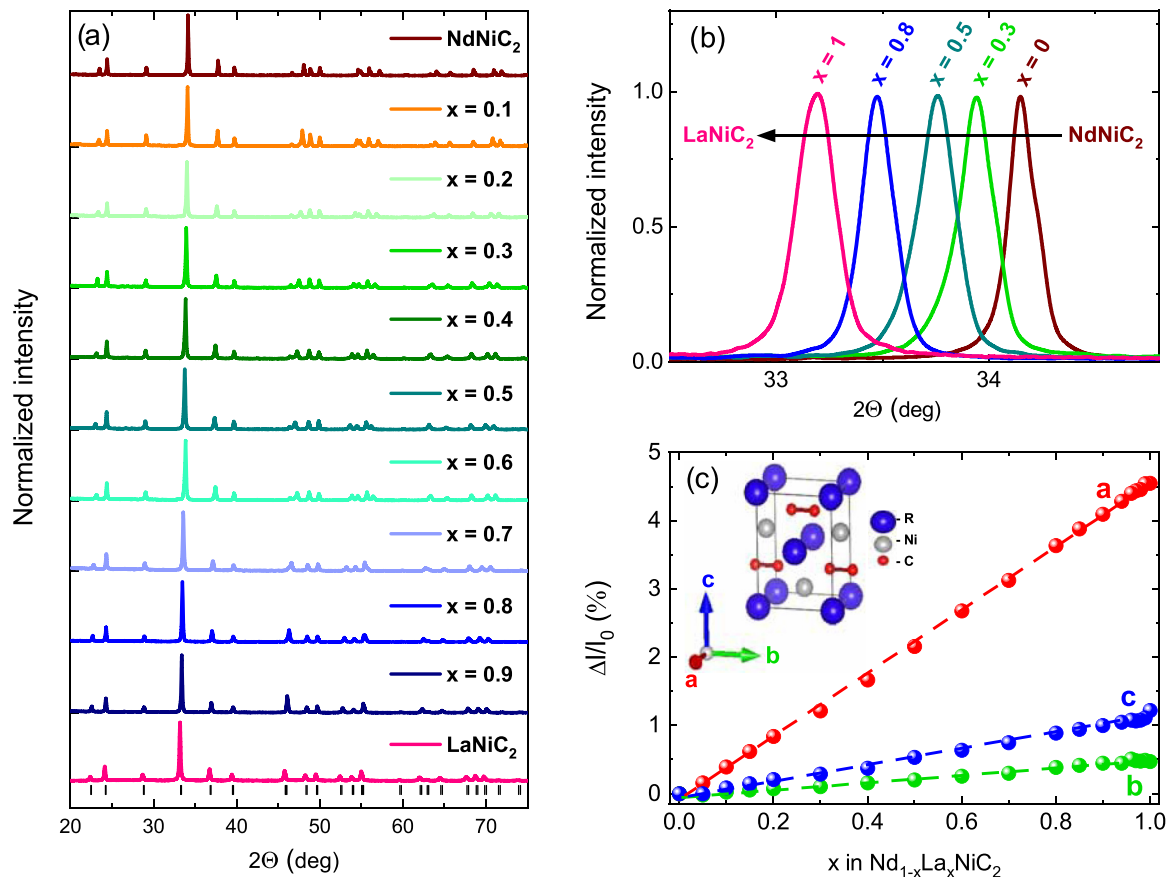 (a)
NdNiC2
x = 0.1
x = 0.2
x = 0.3
x = 0.4
x = 0.5
x = 0.6
x = 0.7
x = 0.8
x = 0.9
LaNiC2
Normalized intensity
20 30 40 50 60 70
2Θ (deg)
(b)
x = 1
x = 0.8
x = 0.5
x = 0.3
x = 0
LaNiC2
NdNiC2
1.0
0.5
0.0
Normalized intensity
33 34
2Θ (deg)
(c)
a
c
b
- R
- Ni
- C
c
b
a
5
4
3
2
1
0
Δl/l0 (%)
0.0 0.2 0.4 0.6 0.8 1.0
x in Nd1-xLaxNiC2